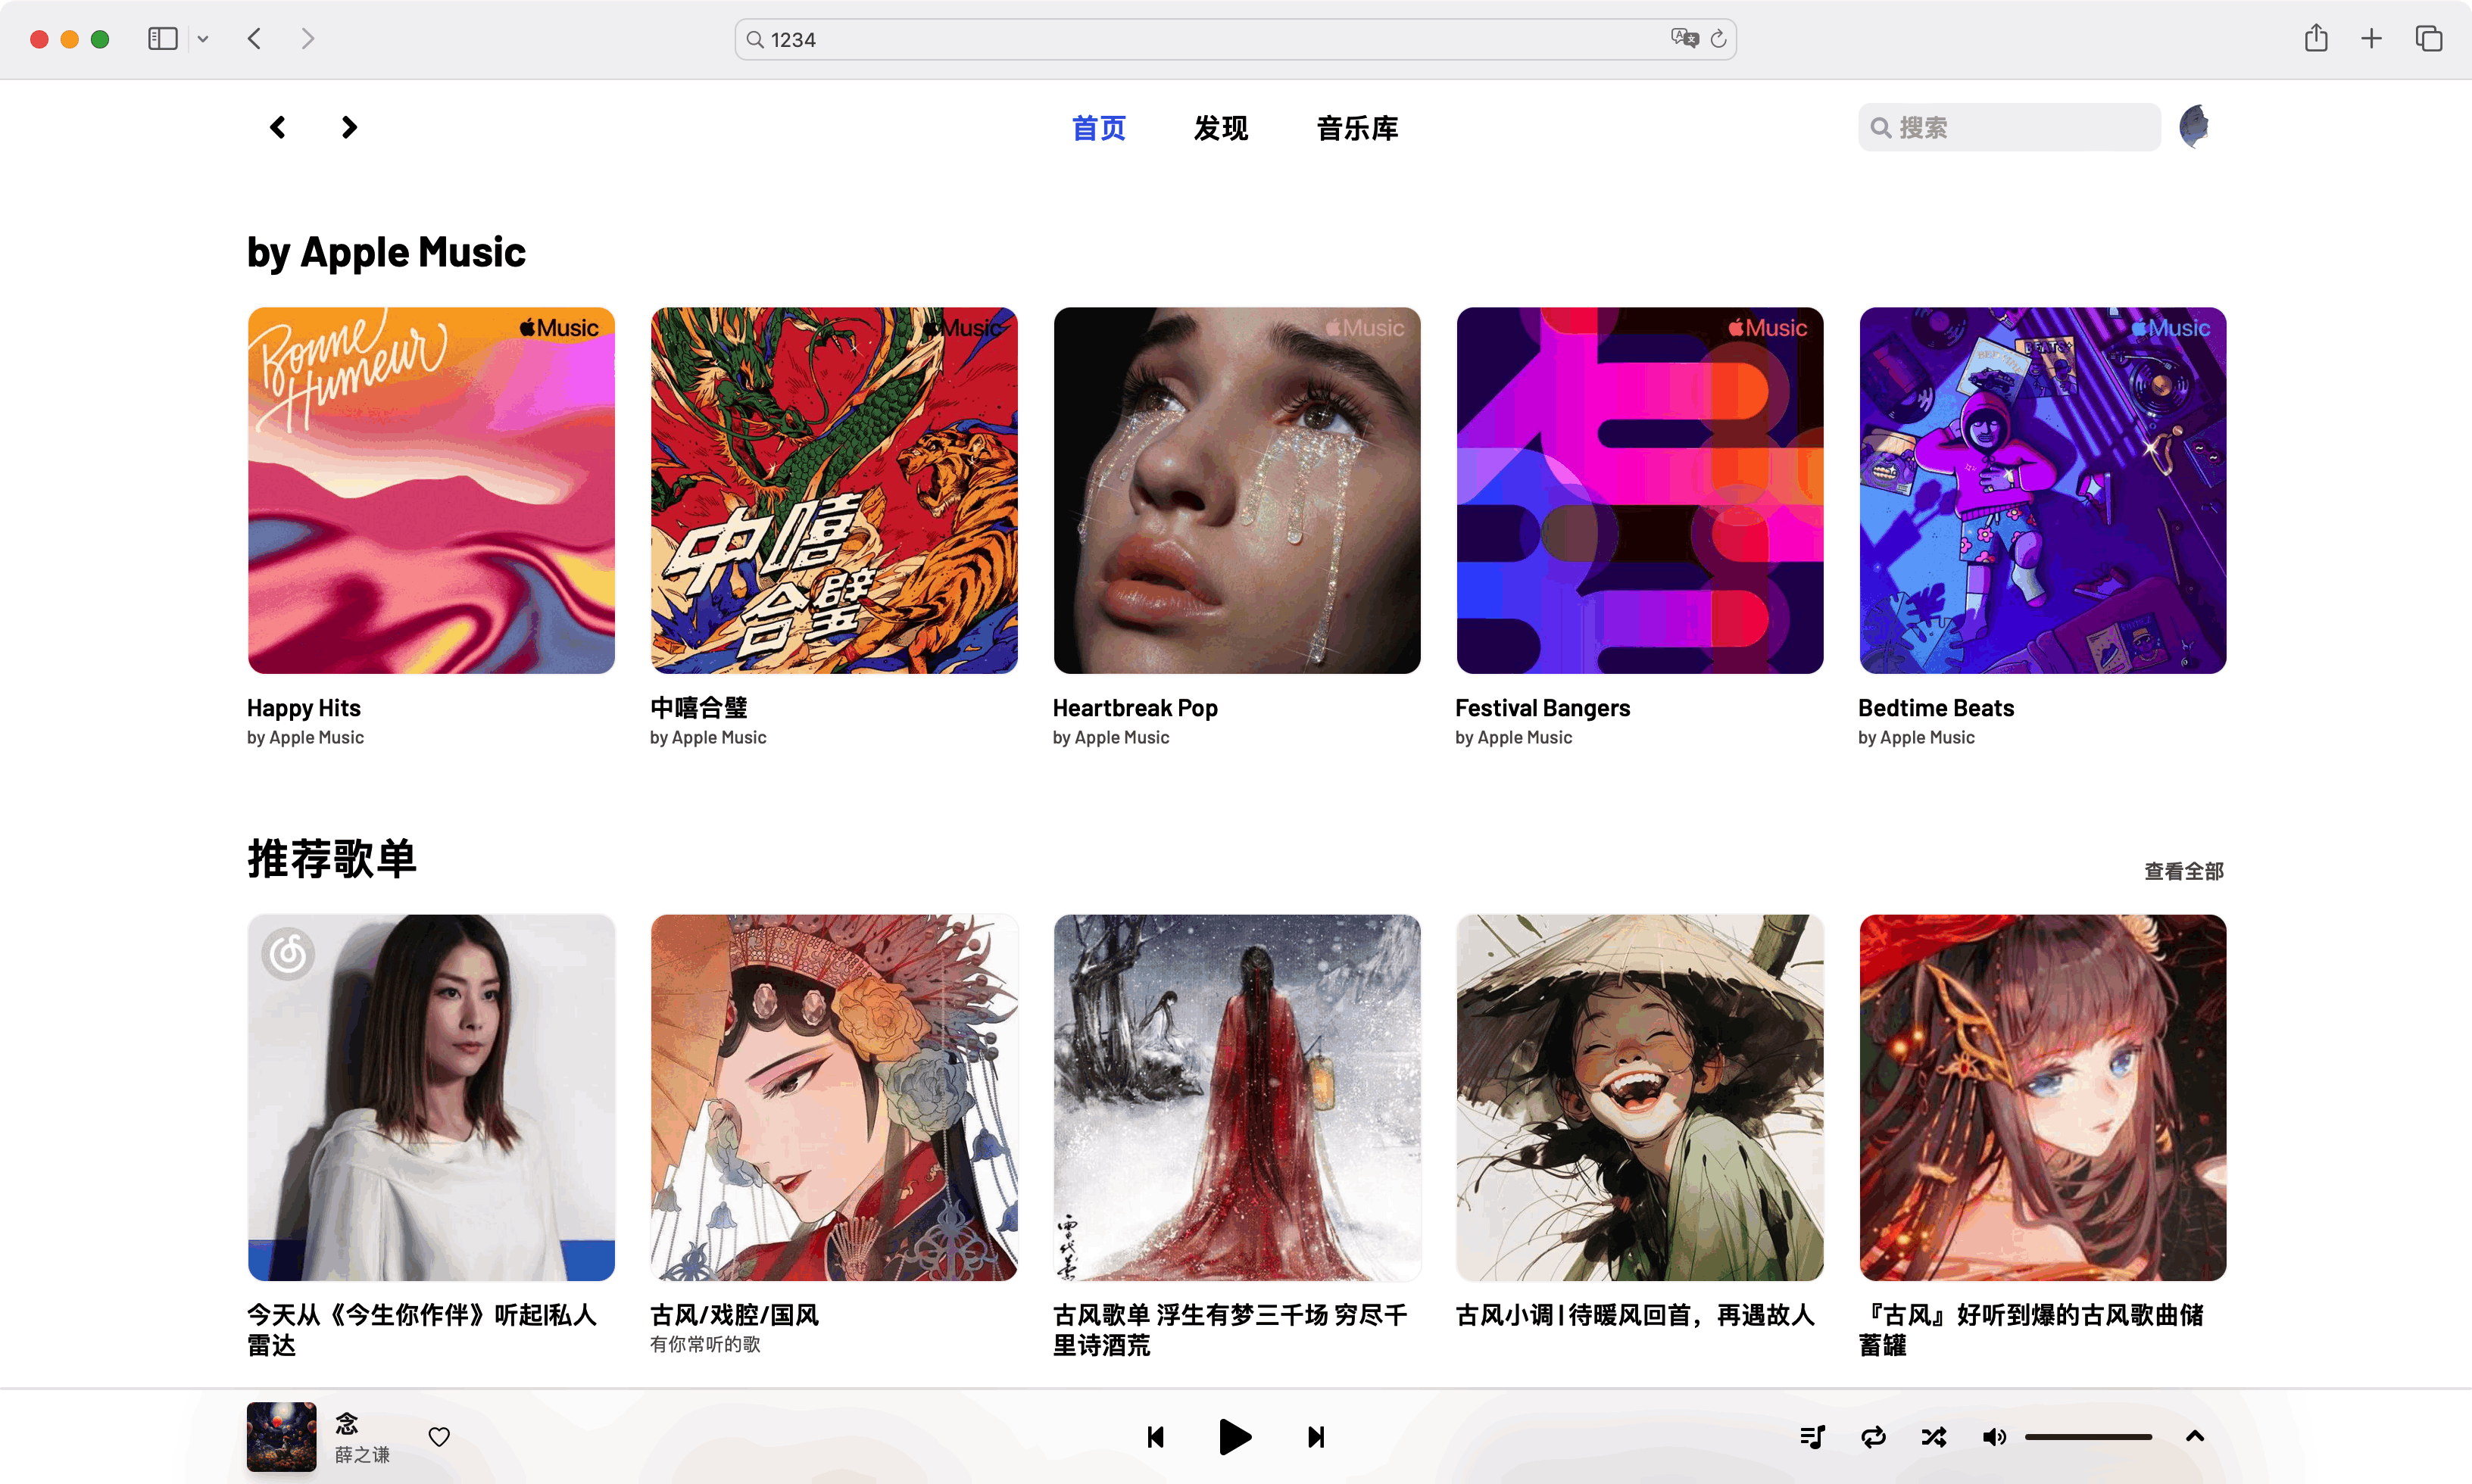 1234
首页
发现
音乐库
搜索
by Apple Music
Bonne
Humeur
Music
Music
Music
Music
Music
中嘻
合璧
BEATS
Happy Hits
by Apple Music
中嘻合璧
by Apple Music
Heartbreak Pop
by Apple Music
Festival Bangers
by Apple Music
Bedtime Beats
by Apple Music
推荐歌单
查看全部
今天从《今生你作伴》听起|私人
雷达
古风/戏腔/国风
有你常听的歌
古风歌单 浮生有梦三千场 穷尽千
里诗酒荒
古风小调 | 待暖风回首，再遇故人
『古风』好听到爆的古风歌曲储
蓄罐
念
薛之谦